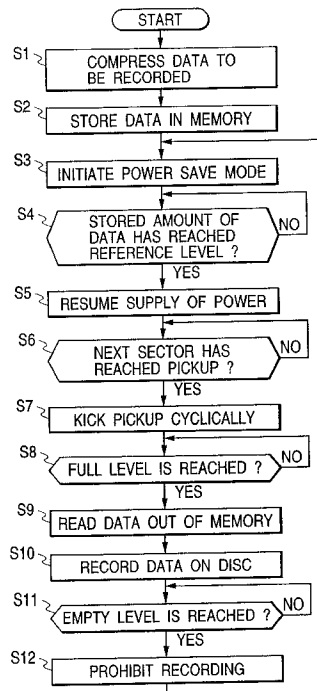 START
S1
COMPRESS DATA TO
BE RECORDED
S2
STORE DATA IN MEMORY
S3
INITIATE POWER SAVE MODE
S4
STORED AMOUNT OF
DATA HAS REACHED
REFERENCE LEVEL ?
NO
YES
S5
RESUME SUPPLY OF POWER
S6
NEXT SECTOR HAS
REACHED PICKUP ?
NO
YES
S7
KICK PICKUP CYCLICALLY
S8
FULL LEVEL IS REACHED ?
NO
YES
S9
READ DATA OUT OF MEMORY
S10
RECORD DATA ON DISC
S11
EMPTY LEVEL IS REACHED ?
NO
YES
S12
PROHIBIT RECORDING